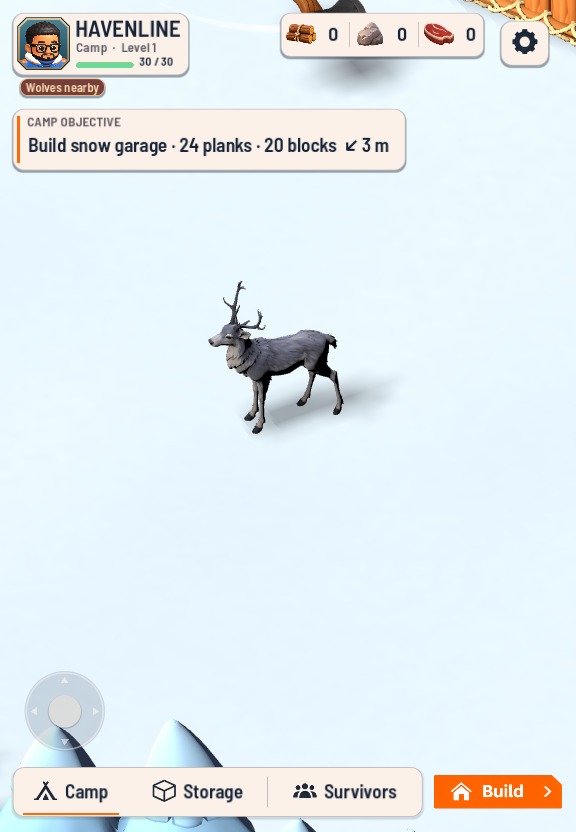 HAVENLINE
Camp · Level 1
30 / 30
Wolves nearby
0 0 0
CAMP OBJECTIVE
Build snow garage · 24 planks · 20 blocks ↙ 3 m
Camp Storage Survivors Build